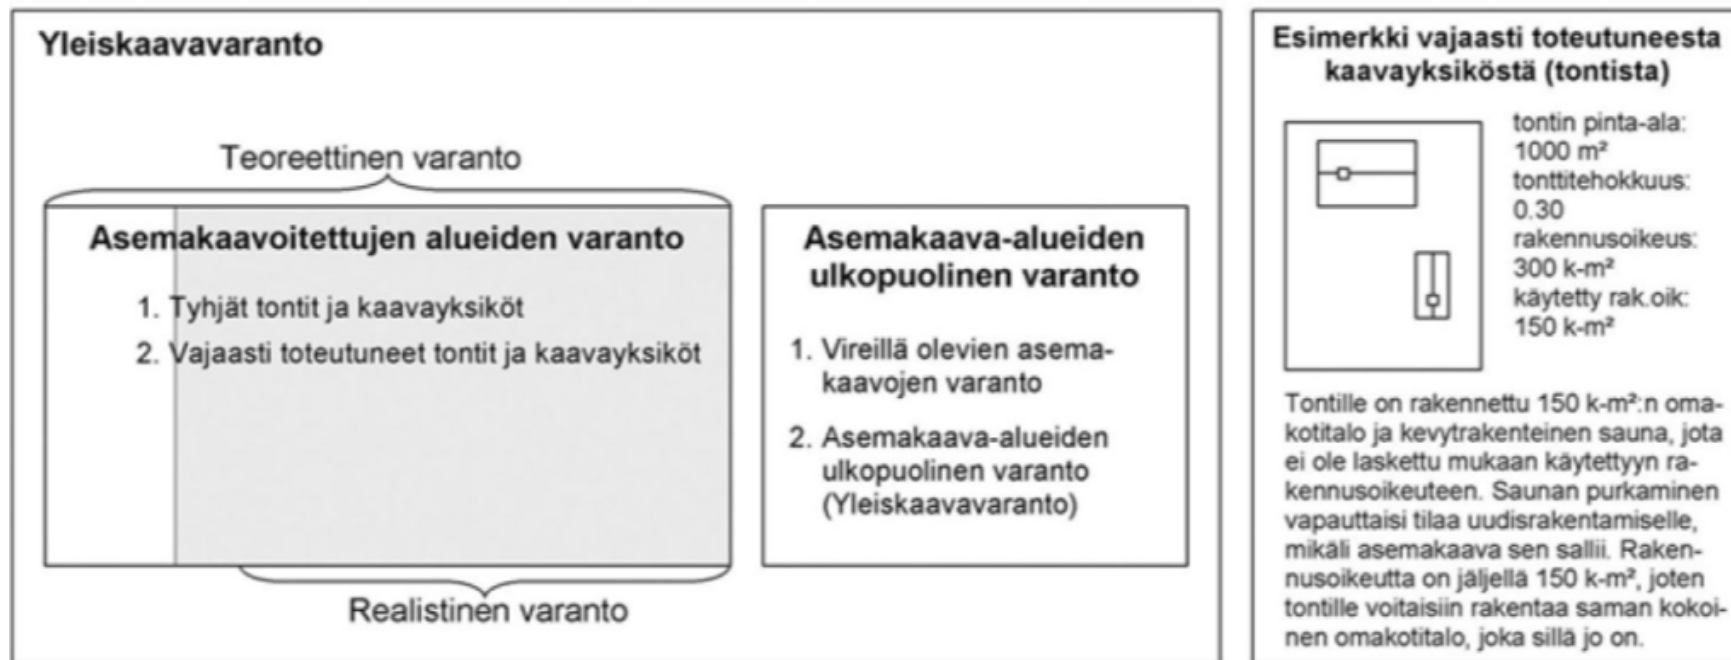 Yleiskaavavaranto
Teoreettinen varanto
Asemakaavoitettujen alueiden varanto
1. Tyhjät tontit ja kaavayksiköt
2. Vajaasti toteutuneet tontit ja kaavayksiköt
Realistinen varanto
Asemakaava-alueiden
ulkopuolinen varanto
1. Vireillä olevien asema-
kaavojen varanto
2. Asemakaava-alueiden
ulkopuolinen varanto
(Yleiskaavavaranto)
Esimerkki vajaasti toteutuneesta
kaavayksiköstä (tontista)
tontin pinta-ala:
1000 m²
tonttitehokkuus:
0.30
rakennusoikeus:
300 k-m²
käytetty rak.oik:
150 k-m²
Tontille on rakennettu 150 k-m²:n oma-
kotitalo ja kevytrakenteinen sauna, jota
ei ole laskettu mukaan käytettyyn ra-
kennusoikeuteen. Saunan purkaminen
vapauttaisi tilaa uudisrakentamiselle,
mikäli asemakaava sen sallii. Raken-
nusoikeutta on jäljellä 150 k-m², joten
tontille voitaisiin rakentaa saman kokoi-
nen omakotitalo, joka sillä jo on.